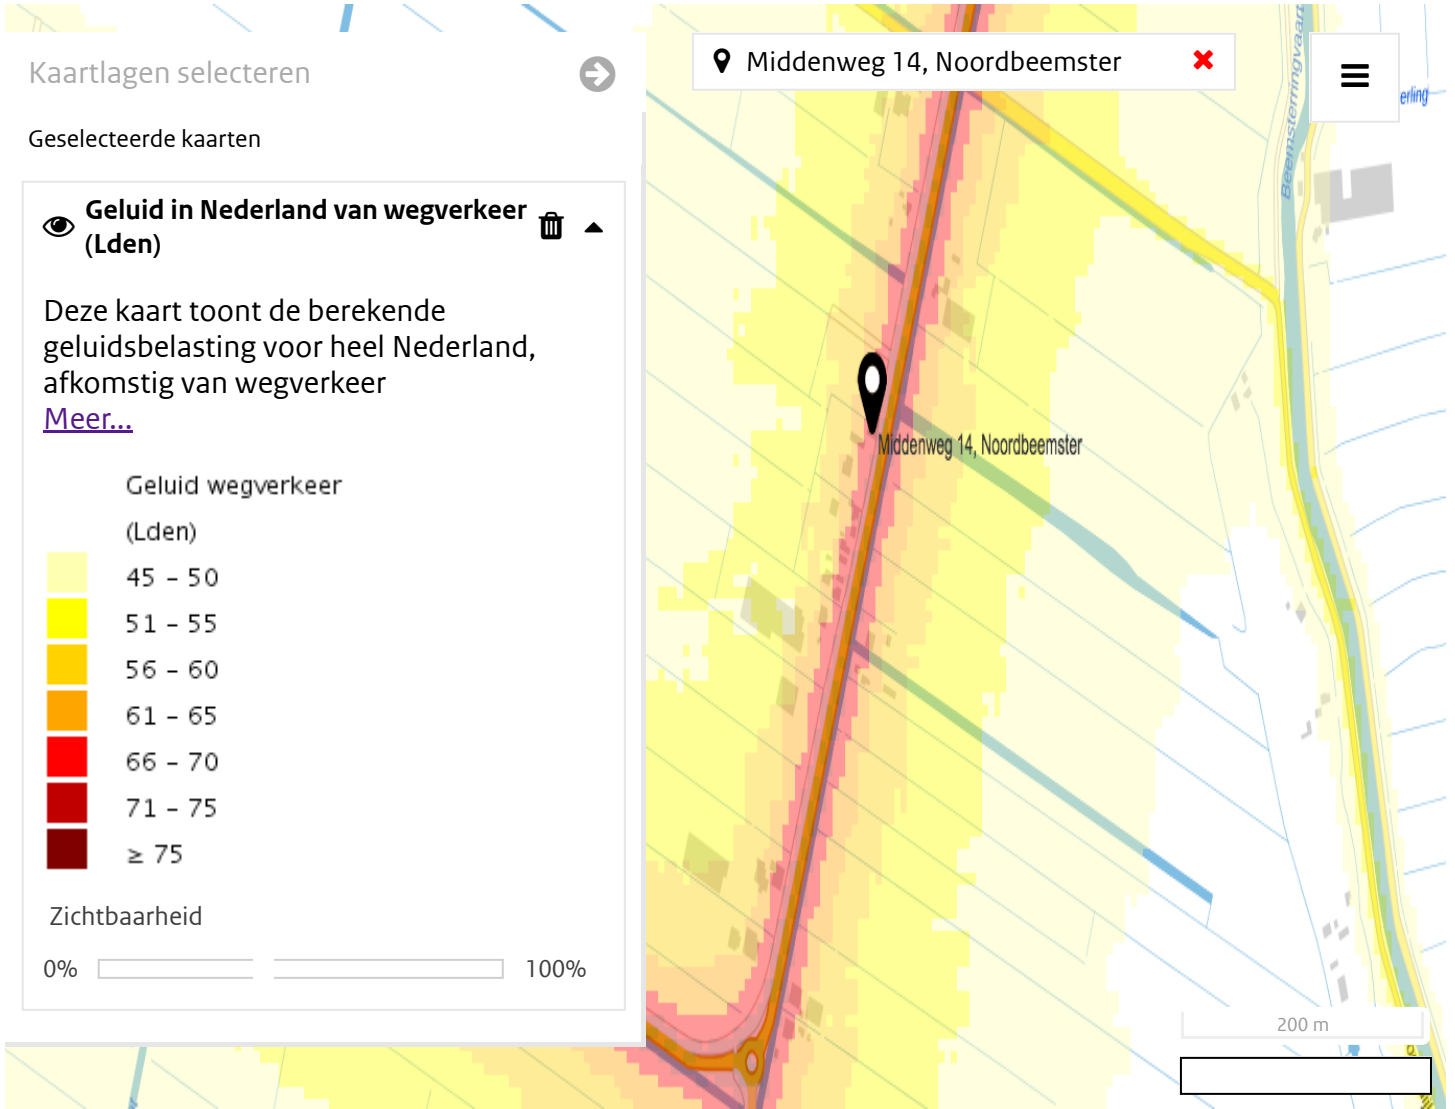 Kaartlagen selecteren
Middenweg 14, Noordbeemster
Beemsterringvaart
erling
Geselecteerde kaarten
Geluid in Nederland van wegverkeer
(Lden)
Deze kaart toont de berekende
geluidsbelasting voor heel Nederland,
afkomstig van wegverkeer
Meer...
Middenweg 14, Noordbeemster
Geluid wegverkeer
(Lden)
45 - 50
51 - 55
56 - 60
61 - 65
66 - 70
71 - 75
≥ 75
Zichtbaarheid
0% 100%
200 m